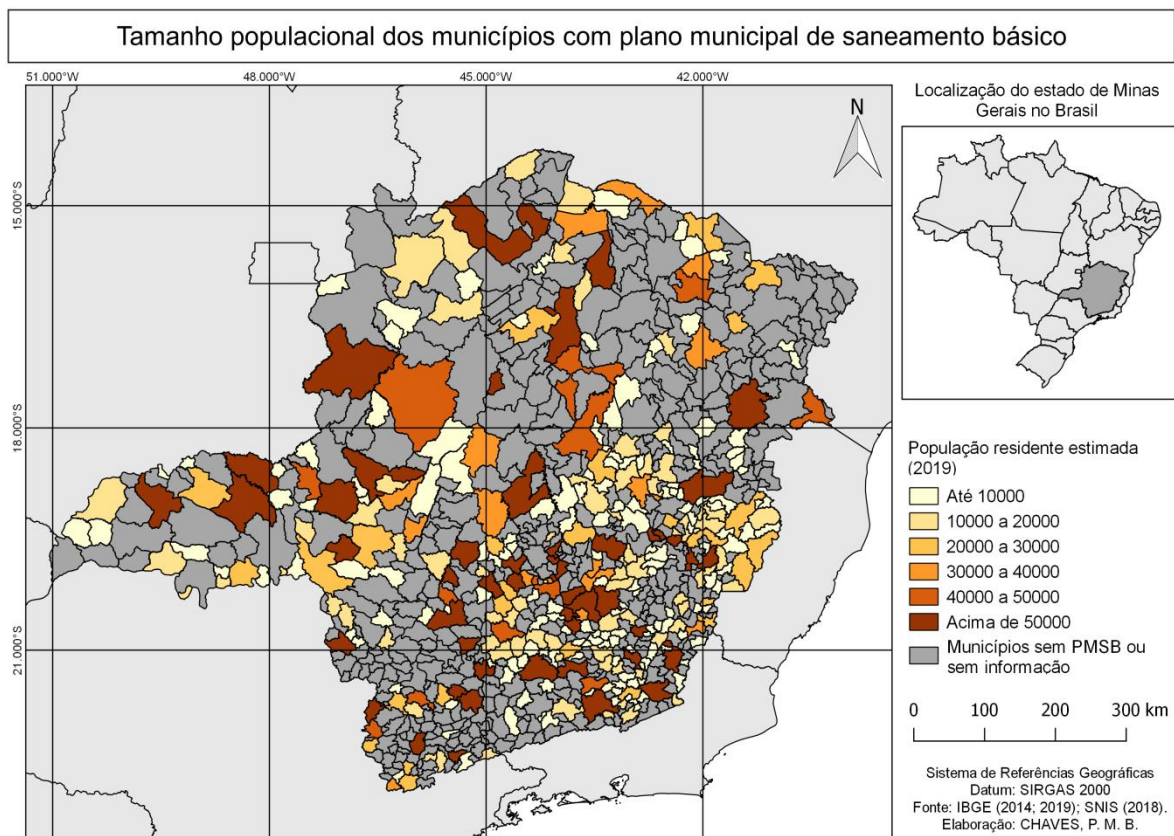 Tamanho populacional dos municípios com plano municipal de saneamento básico
51.000°W
48.000°W
45.000°W
42.000°W
15.000°S
18.000°S
21.000°S
N
Localização do estado de Minas
Gerais no Brasil
População residente estimada
(2019)
Até 10000
10000 a 20000
20000 a 30000
30000 a 40000
40000 a 50000
Acima de 50000
Municípios sem PMSB ou
sem informação
0 100 200 300 km
Sistema de Referências Geográficas
Datum: SIRGAS 2000
Fonte: IBGE (2014; 2019); SNIS (2018).
Elaboração: CHAVES, P. M. B.